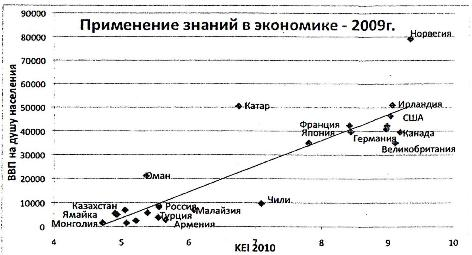 Применение знаний в экономике - 2009г.
ВВП на душу населения
90000
80000
70000
60000
50000
40000
30000
20000
10000
0
Норвегия
Катар
Ирландия
США
Франция
Япония
Германия
Канада
Великобритания
Оман
Чили
Казахстан
Россия
Малайзия
Ямайка
Турция
Монголия
Армения
4 5 6 7 8 9 10
KEI 2010